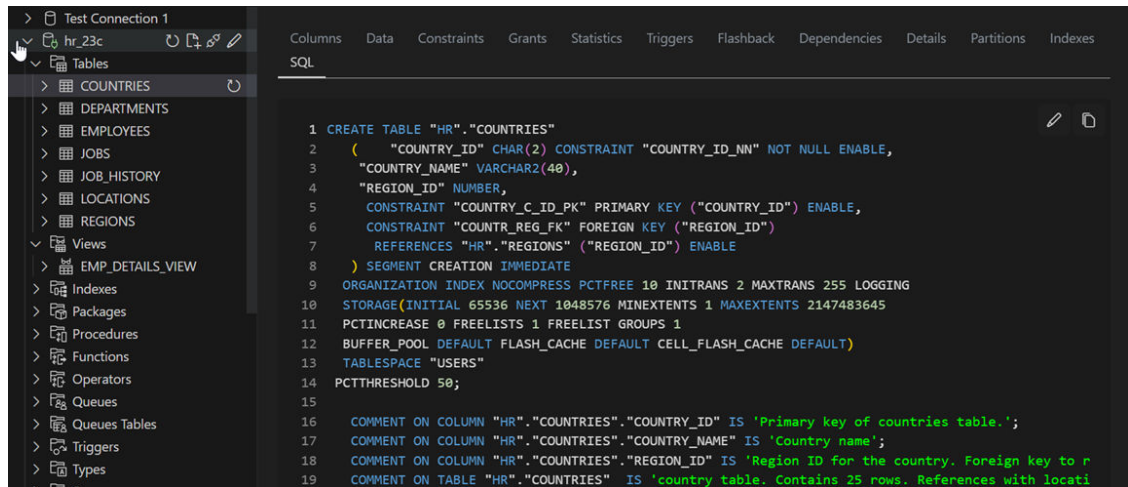 Test Connection 1
hr_23c
Tables
COUNTRIES
DEPARTMENTS
EMPLOYEES
JOBS
JOB_HISTORY
LOCATIONS
REGIONS
Views
EMP_DETAILS_VIEW
Indexes
Packages
Procedures
Functions
Operators
Queues
Queues Tables
Triggers
Types
Columns Data Constraints Grants Statistics Triggers Flashback Dependencies Details Partitions Indexes
SQL
1 CREATE TABLE "HR"."COUNTRIES"
2 ( "COUNTRY_ID" CHAR(2) CONSTRAINT "COUNTRY_ID_NN" NOT NULL ENABLE,
3 "COUNTRY_NAME" VARCHAR2(40),
4 "REGION_ID" NUMBER,
5 CONSTRAINT "COUNTRY_C_ID_PK" PRIMARY KEY ("COUNTRY_ID") ENABLE,
6 CONSTRAINT "COUNTR_REG_FK" FOREIGN KEY ("REGION_ID")
7 REFERENCES "HR"."REGIONS" ("REGION_ID") ENABLE
8 ) SEGMENT CREATION IMMEDIATE
9 ORGANIZATION INDEX NOCOMPRESS PCTFREE 10 INITRANS 2 MAXTRANS 255 LOGGING
10 STORAGE(INITIAL 65536 NEXT 1048576 MINEXTENTS 1 MAXEXTENTS 2147483645
11 PCTINCREASE 0 FREELISTS 1 FREELIST GROUPS 1
12 BUFFER_POOL DEFAULT FLASH_CACHE DEFAULT CELL_FLASH_CACHE DEFAULT)
13 TABLESPACE "USERS"
14 PCTTHRESHOLD 50;
15
16 COMMENT ON COLUMN "HR"."COUNTRIES"."COUNTRY_ID" IS 'Primary key of countries table.';
17 COMMENT ON COLUMN "HR"."COUNTRIES"."COUNTRY_NAME" IS 'Country name';
18 COMMENT ON COLUMN "HR"."COUNTRIES"."REGION_ID" IS 'Region ID for the country. Foreign key to r
19 COMMENT ON TABLE "HR"."COUNTRIES" IS 'country table. Contains 25 rows. References with locati